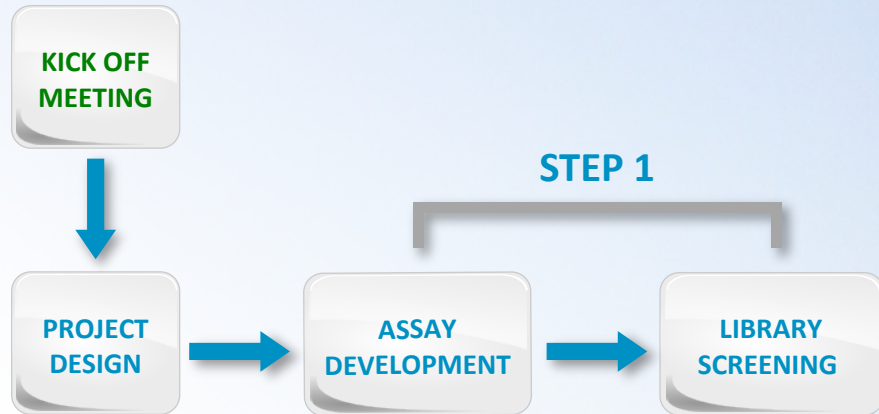 KICK OFF
MEETING
STEP 1
PROJECT
DESIGN
ASSAY
DEVELOPMENT
LIBRARY
SCREENING